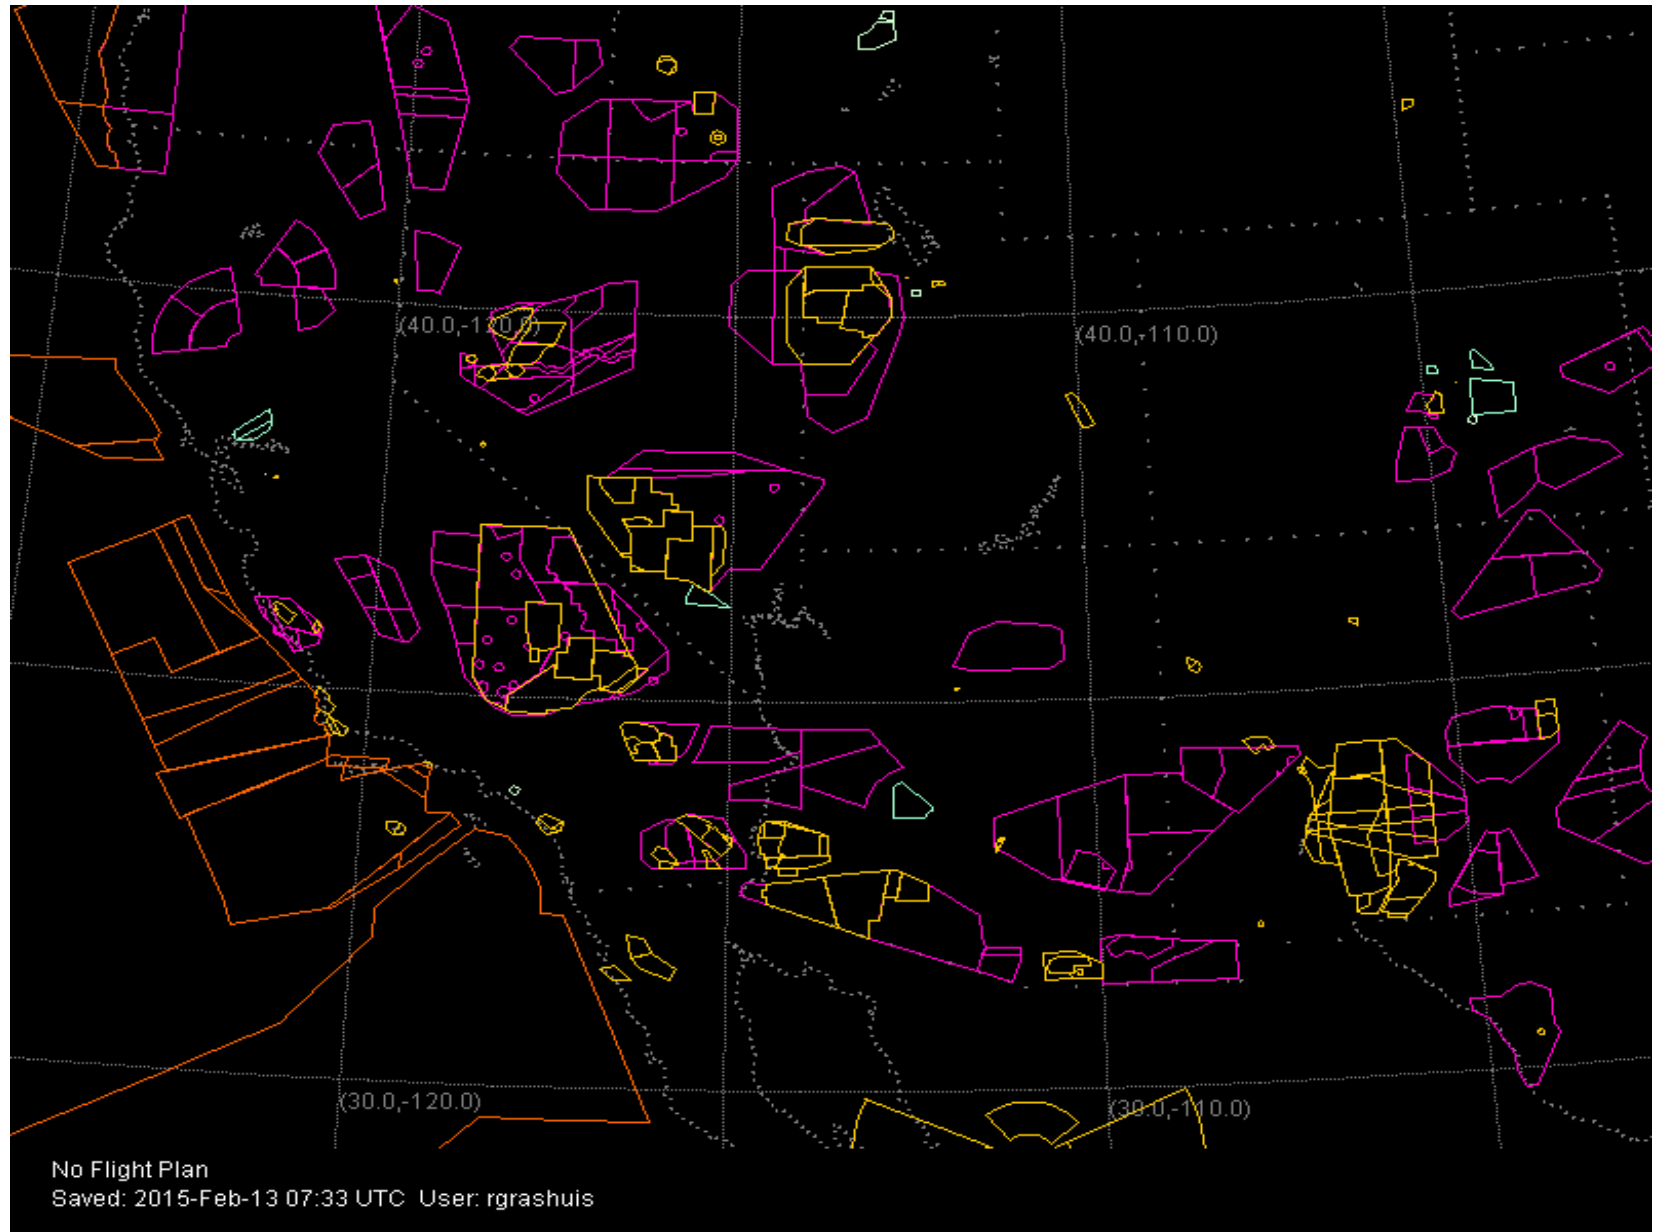 (40.0,-120.0)
(40.0,-110.0)
(30.0,-120.0)
(30.0,-110.0)
No Flight Plan
Saved: 2015-Feb-13 07:33 UTC  User: rgrashuis